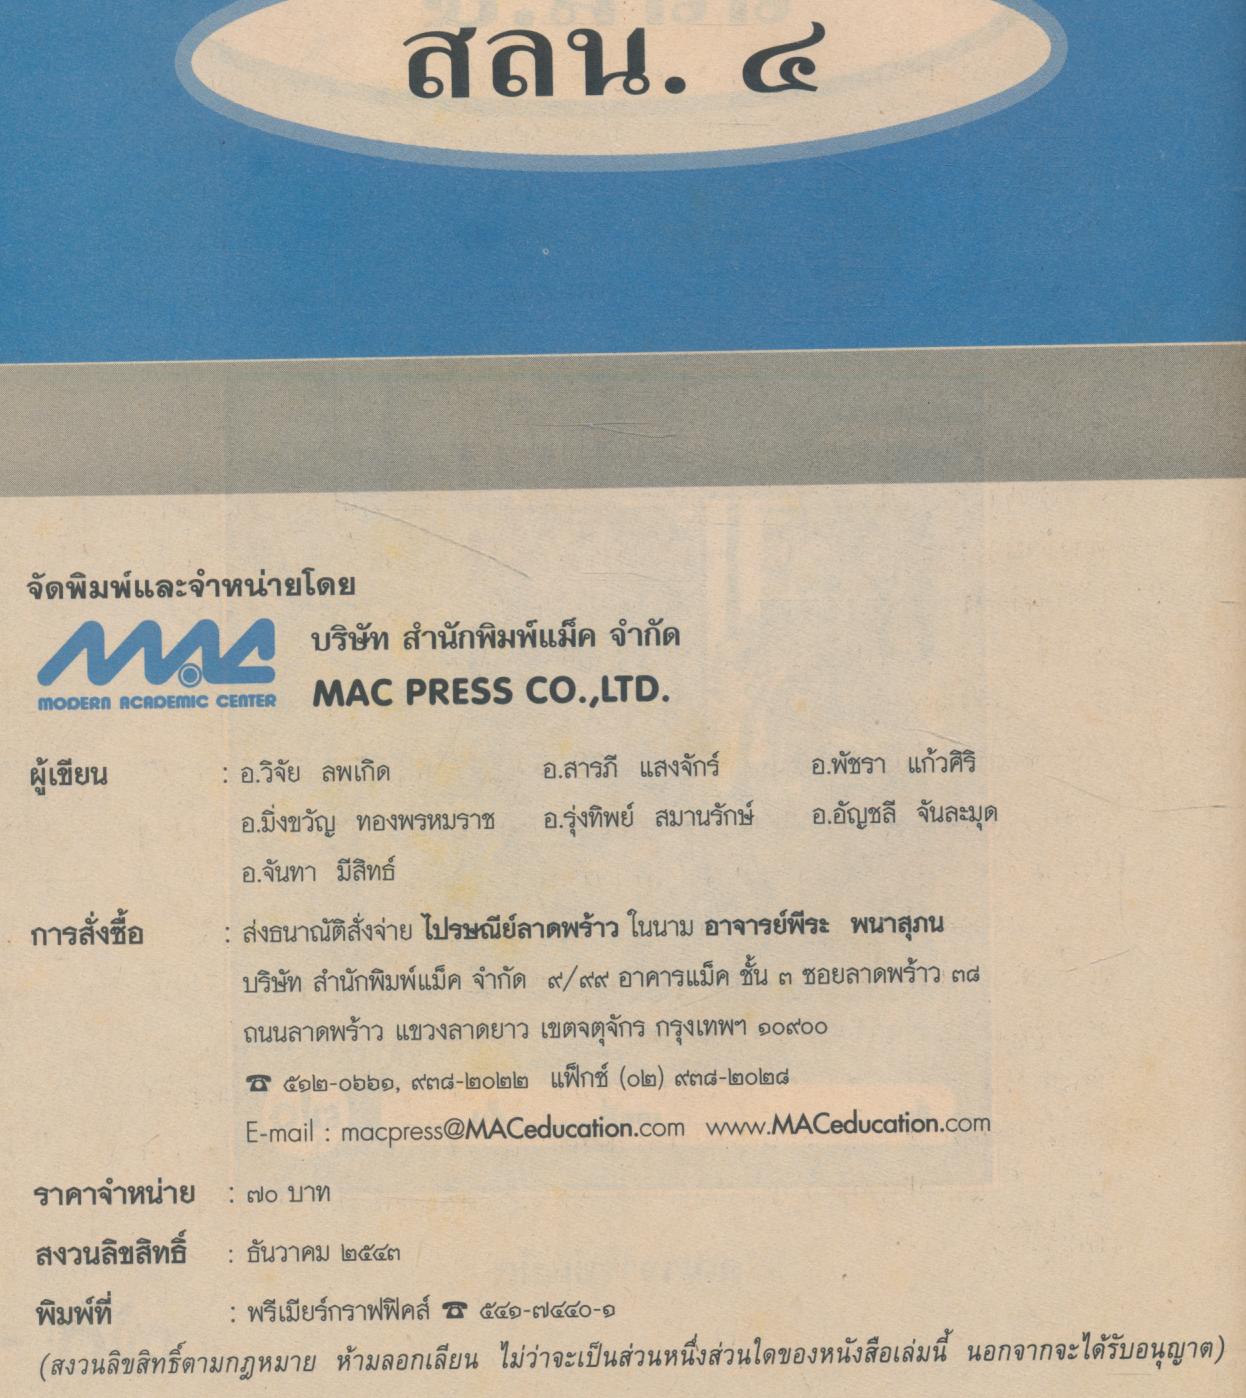 สลน. ๔
จัดพิมพ์และจำหน่ายโดย
MAC
MODERN ACADEMIC CENTER
บริษัท สำนักพิมพ์แม็ค จำกัด
MAC PRESS CO.,LTD.
ผู้เขียน : อ.วิจัย ลพเกิด อ.สารภี แสงจักร์ อ.พัชรา แก้วศิริ
อ.มิ่งขวัญ ทองพรหมราช อ.รุ่งทิพย์ สมานรักษ์ อ.อัญชลี จันละมุด
อ.จันทา มีสิทธ์
การสั่งซื้อ : ส่งธนาณัติสั่งจ่าย ไปรษณีย์ลาดพร้าว ในนาม อาจารย์พีระ พนาสุภน
บริษัท สำนักพิมพ์แม็ค จำกัด ๙/๙๙ อาคารแม็ค ชั้น ๓ ซอยลาดพร้าว ๓๘
ถนนลาดพร้าว แขวงลาดยาว เขตจตุจักร กรุงเทพฯ ๑๐๙๐๐
☎ ๕๑๒-๐๖๖๑, ๙๓๘-๒๐๒๒ แฟ็กซ์ (๐๒) ๙๓๘-๒๐๒๘
E-mail : macpress@MACeducation.com www.MACeducation.com
ราคาจำหน่าย : ๗๐ บาท
สงวนลิขสิทธิ์ : ธันวาคม ๒๕๔๓
พิมพ์ที่ : พรีเมียร์กราฟฟิคส์ ☎ ๕๔๑-๗๔๔๐-๑
(สงวนลิขสิทธิ์ตามกฎหมาย ห้ามลอกเลียน ไม่ว่าจะเป็นส่วนหนึ่งส่วนใดของหนังสือเล่มนี้ นอกจากจะได้รับอนุญาต)